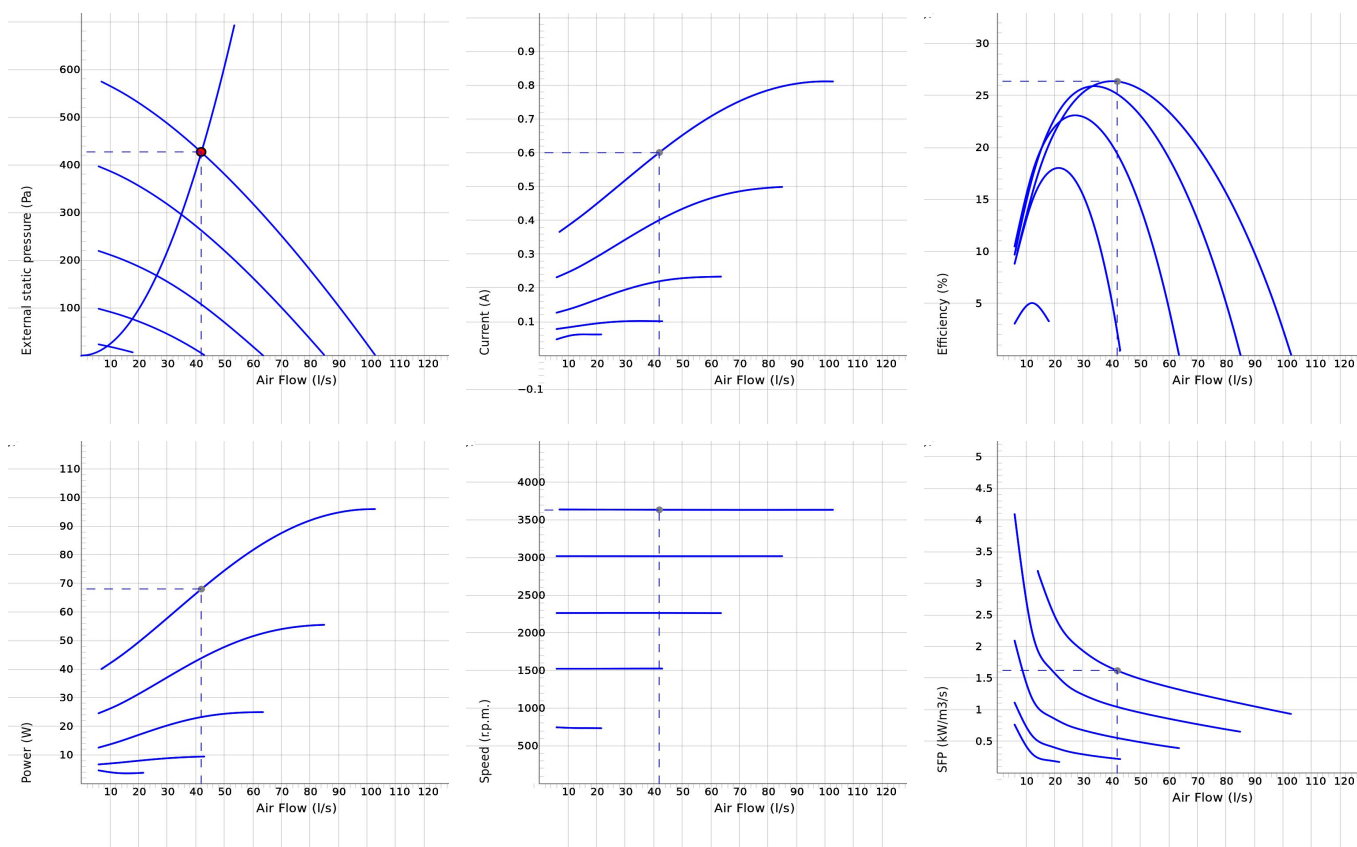 External static pressure (Pa)
600
500
400
300
200
100
10 20 30 40 50 60 70 80 90 100 110 120
Air Flow (l/s)
Current (A)
0.9
0.8
0.7
0.6
0.5
0.4
0.3
0.2
0.1
−0.1
10 20 30 40 50 60 70 80 90 100 110 120
Air Flow (l/s)
Efficiency (%)
30
25
20
15
10
5
10 20 30 40 50 60 70 80 90 100 110 120
Air Flow (l/s)
Power (W)
110
100
90
80
70
60
50
40
30
20
10
10 20 30 40 50 60 70 80 90 100 110 120
Air Flow (l/s)
Speed (r.p.m.)
4000
3500
3000
2500
2000
1500
1000
500
10 20 30 40 50 60 70 80 90 100 110 120
Air Flow (l/s)
SFP (kW/m3/s)
5
4.5
4
3.5
3
2.5
2
1.5
1
0.5
10 20 30 40 50 60 70 80 90 100 110 120
Air Flow (l/s)